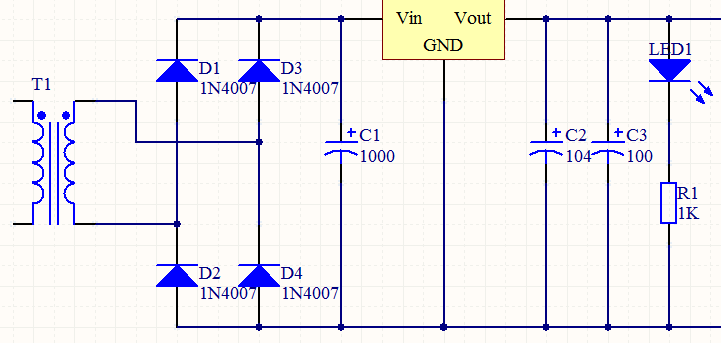 Vin Vout
GND
LED1
T1
D1
1N4007
D3
1N4007
C1
1000
C2
104
C3
100
R1
1K
D2
1N4007
D4
1N4007